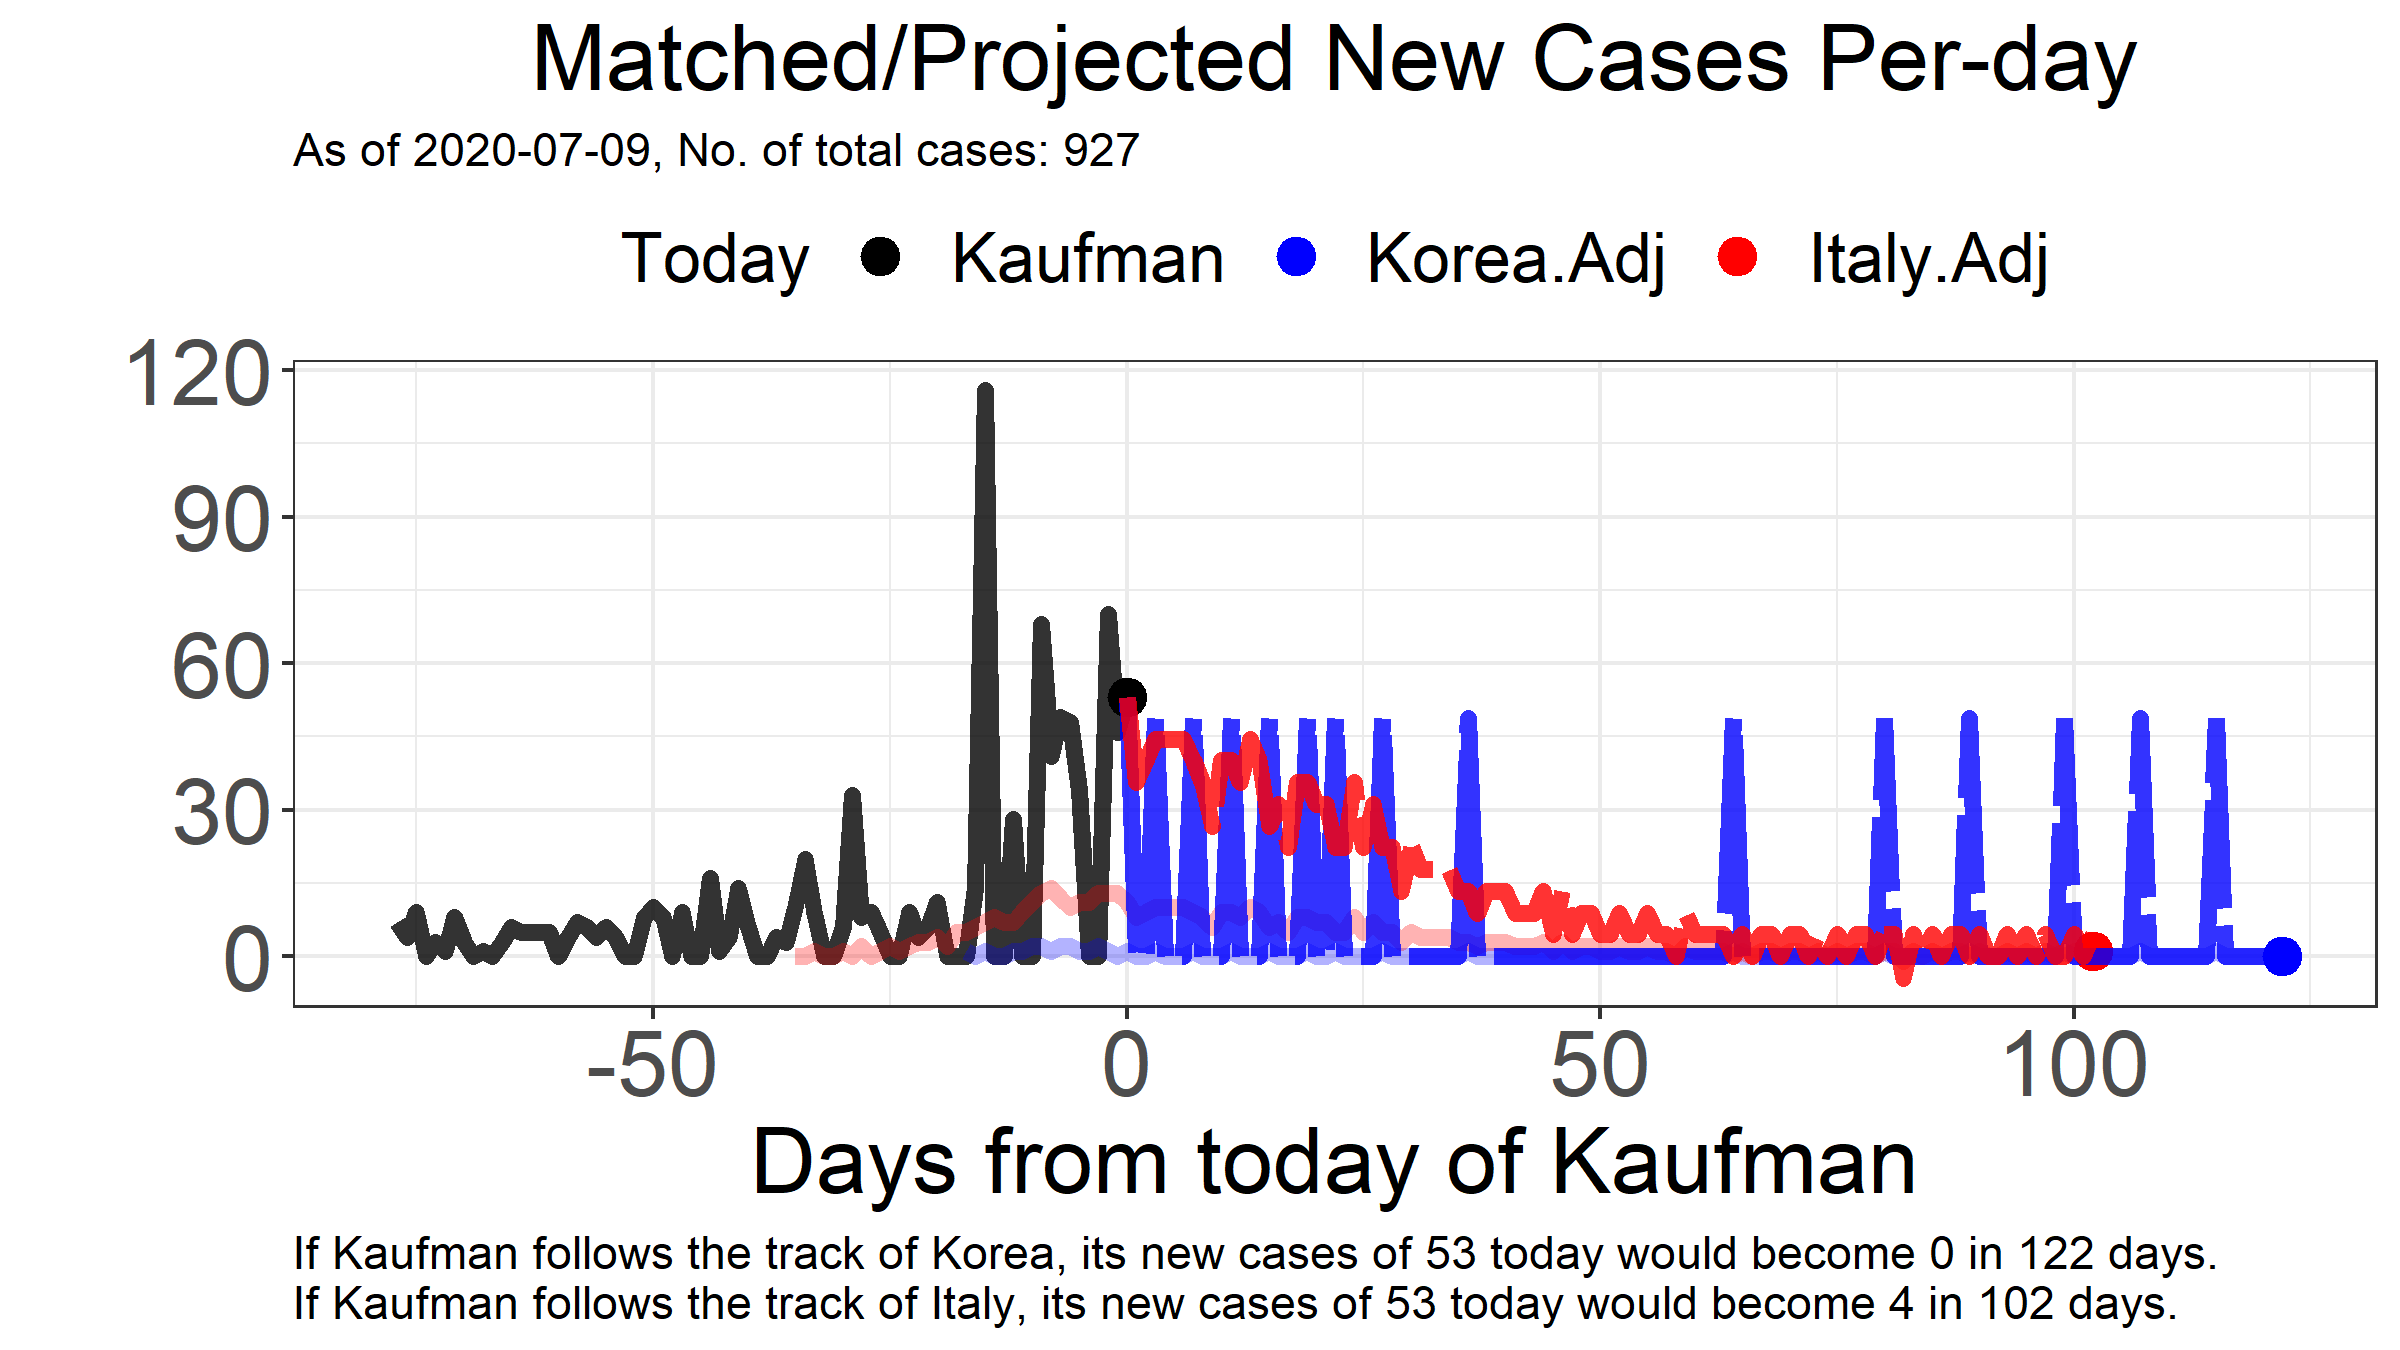 Matched/Projected New Cases Per-day
As of 2020-07-09, No. of total cases: 927
Today Kaufman Korea.Adj Italy.Adj
120
90
60
30
0
-50 0 50 100
Days from today of Kaufman
If Kaufman follows the track of Korea, its new cases of 53 today would become 0 in 122 days.
If Kaufman follows the track of Italy, its new cases of 53 today would become 4 in 102 days.